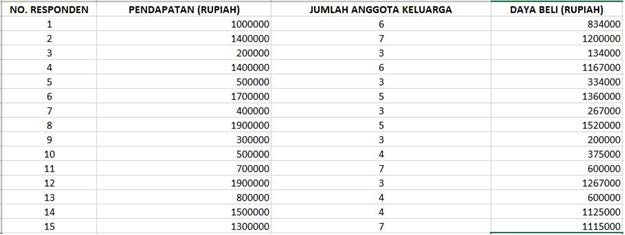 NO. RESPONDEN PENDAPATAN (RUPIAH) JUMLAH ANGGOTA KELUARGA DAYA BELI (RUPIAH)
1 1000000 6 834000
2 1400000 7 1200000
3 200000 3 134000
4 1400000 6 1167000
5 500000 3 334000
6 1700000 5 1360000
7 400000 3 267000
8 1900000 5 1520000
9 300000 3 200000
10 500000 4 375000
11 700000 7 600000
12 1900000 3 1267000
13 800000 4 600000
14 1500000 4 1125000
15 1300000 7 1115000